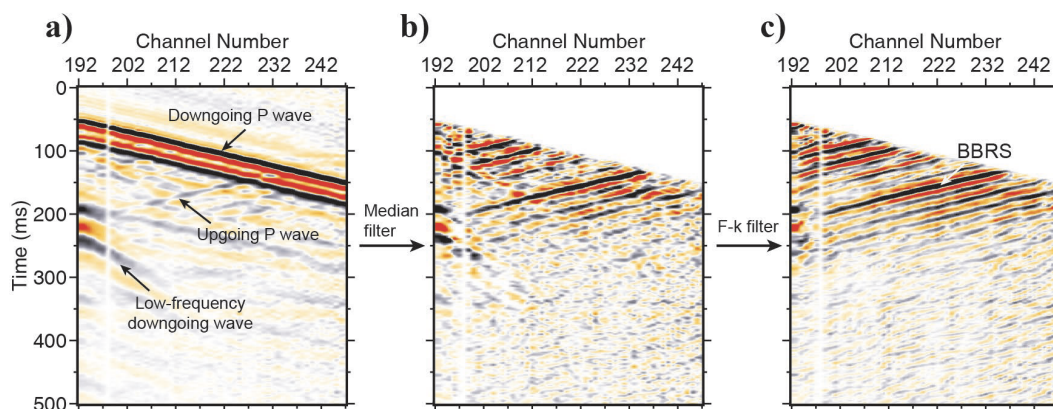 a)
Channel Number
192 202 212 222 232 242
0
100
200
300
400
500
Time (ms)
Downgoing P wave
Upgoing P wave
Low-frequency
downgoing wave
Median
filter
b)
Channel Number
192 202 212 222 232 242
F-k filter
c)
Channel Number
192 202 212 224 232 242
BBRS